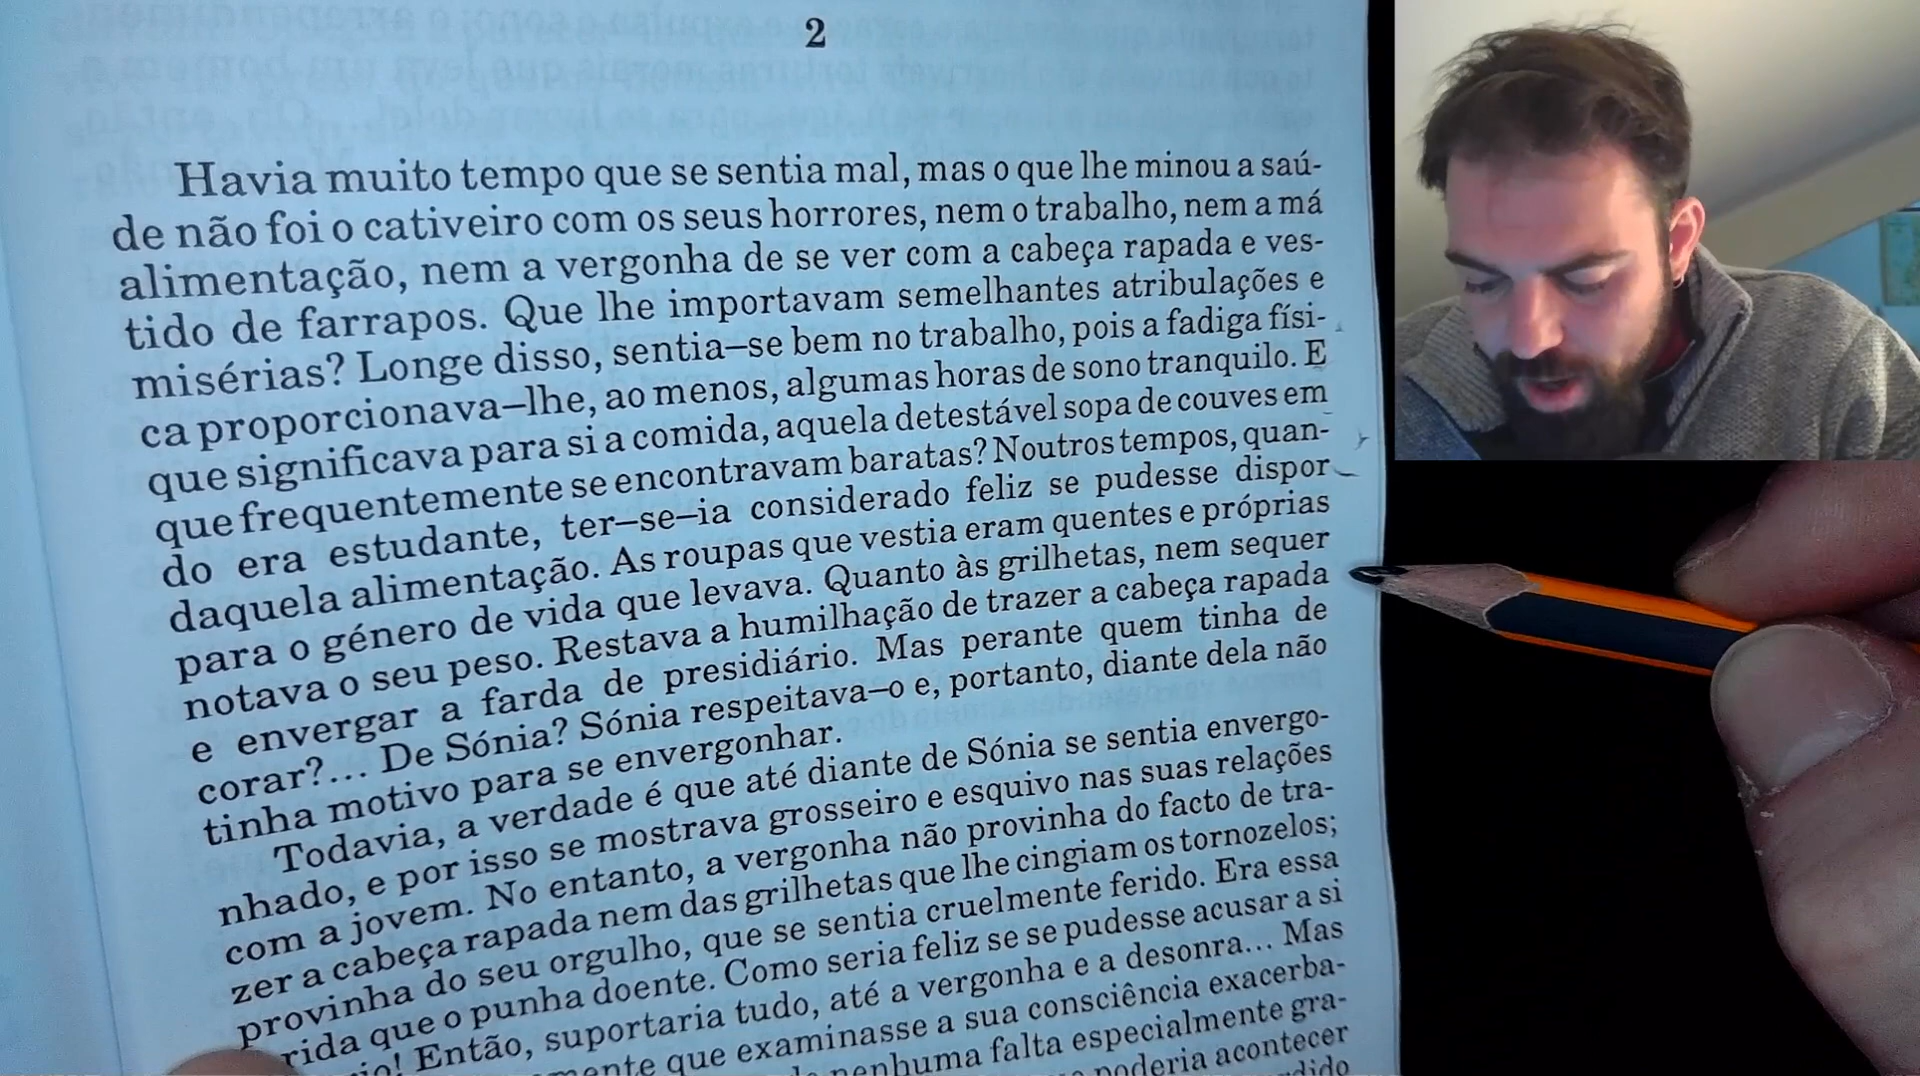 2
Havia muito tempo que se sentia mal, mas o que lhe minou a saú-
de não foi o cativeiro com os seus horrores, nem o trabalho, nem a má
alimentação, nem a vergonha de se ver com a cabeça rapada e ves-
tido de farrapos. Que lhe importavam semelhantes atribulações e
misérias? Longe disso, sentia–se bem no trabalho, pois a fadiga físi-
ca proporcionava–lhe, ao menos, algumas horas de sono tranquilo. E
que significava para si a comida, aquela detestável sopa de couves em
que frequentemente se encontravam baratas? Noutros tempos, quan-
do era estudante, ter–se–ia considerado feliz se pudesse dispor
daquela alimentação. As roupas que vestia eram quentes e próprias
para o género de vida que levava. Quanto às grilhetas, nem sequer
notava o seu peso. Restava a humilhação de trazer a cabeça rapada
e envergar a farda de presidiário. Mas perante quem tinha de
corar?... De Sónia? Sónia respeitava–o e, portanto, diante dela não
tinha motivo para se envergonhar.
Todavia, a verdade é que até diante de Sónia se sentia envergo-
nhado, e por isso se mostrava grosseiro e esquivo nas suas relações
com a jovem. No entanto, a vergonha não provinha do facto de tra-
zer a cabeça rapada nem das grilhetas que lhe cingiam os tornozelos;
provinha do seu orgulho, que se sentia cruelmente ferido. Era essa
rida que o punha doente. Como seria feliz se se pudesse acusar a si
Então, suportaria tudo, até a vergonha e a desonra... Mas
que examinasse a sua consciência exacerba-
nenhuma falta especialmente gra-
poderia acontecer